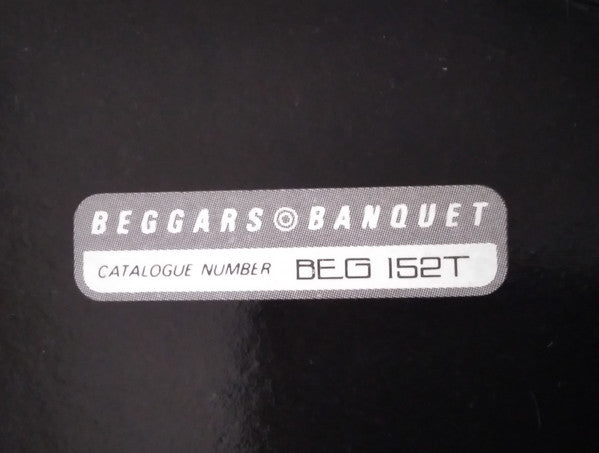 BEGGARS BANQUET
CATALOGUE NUMBER BEG 152T